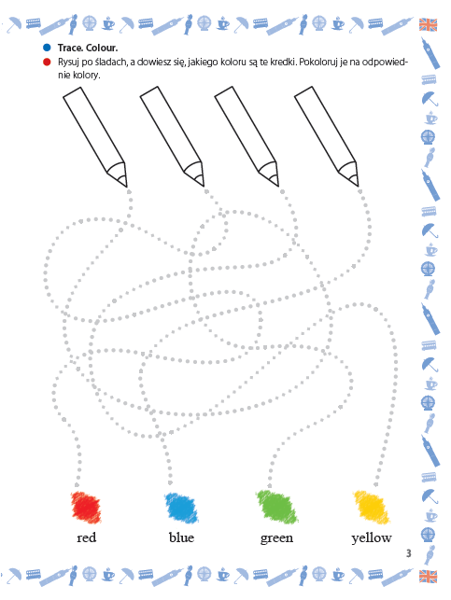 Trace. Colour.
Rysuj po śladach, a dowiesz się, jakiego koloru są te kredki. Pokoloruj je na odpowied-
nie kolory.
red blue green yellow
3